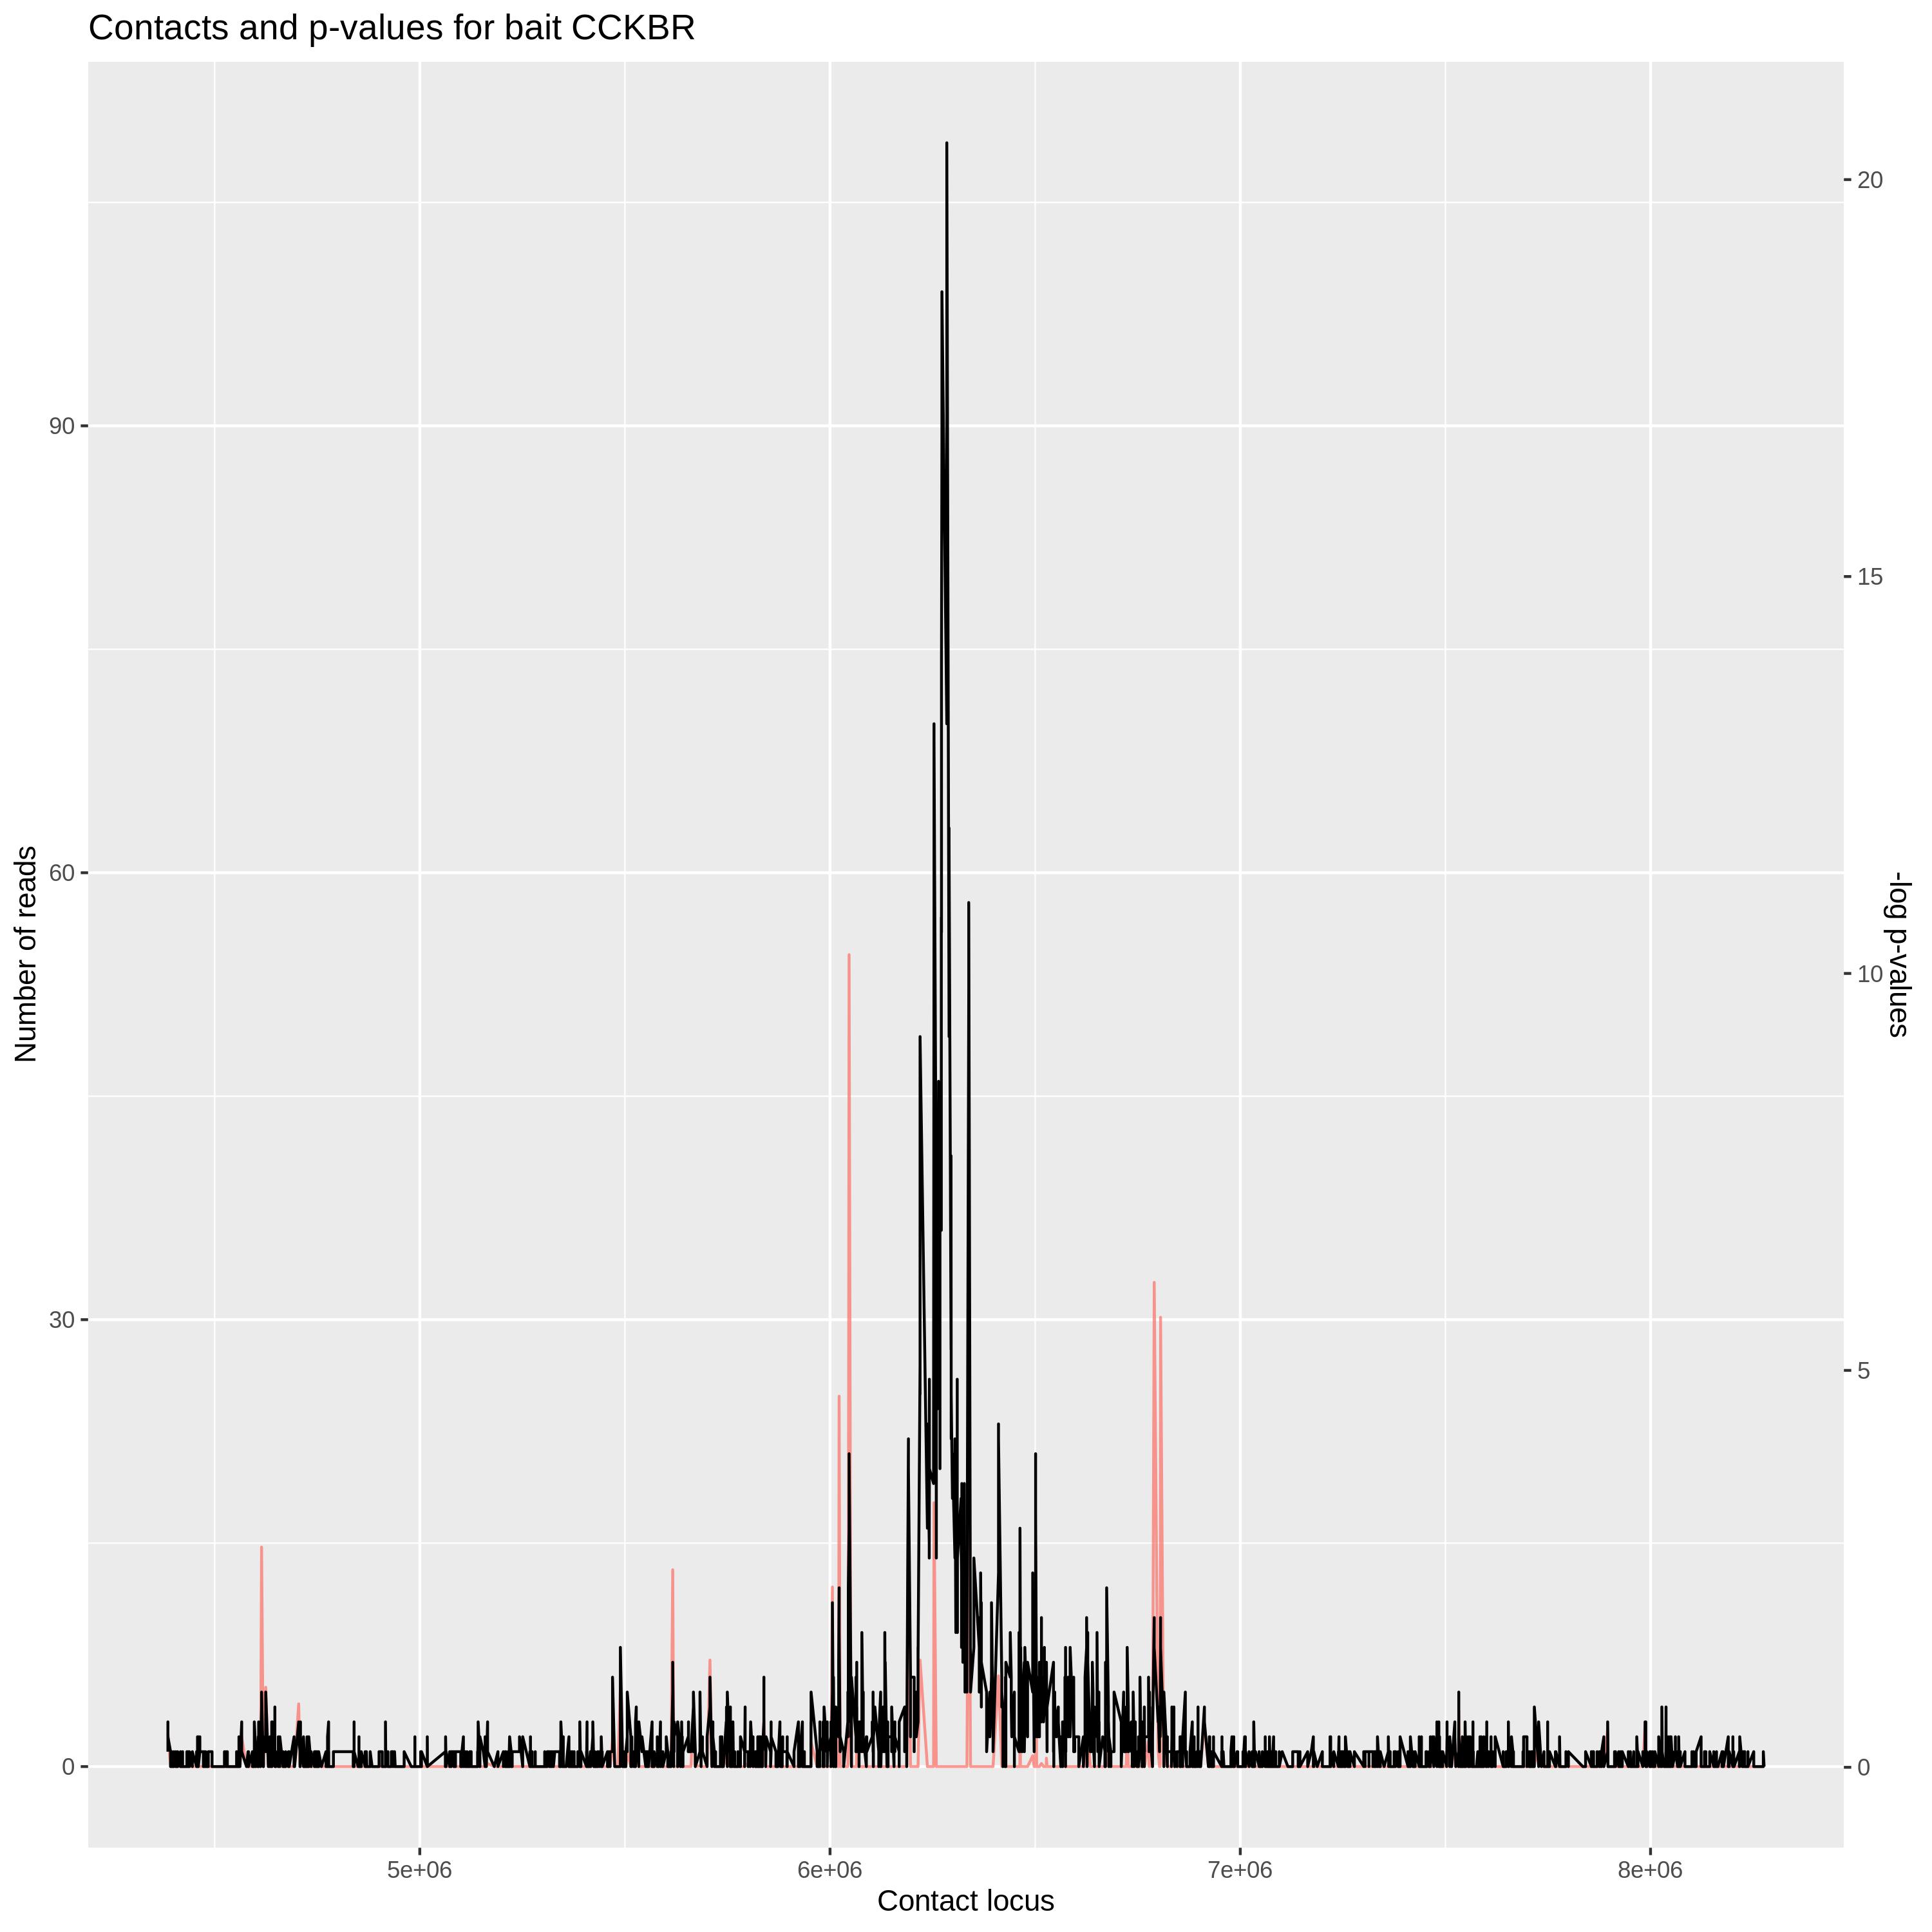 Contacts and p-values for bait CCKBR
Number of reads
90
60
30
0
20
15
10
5
0
-log p-values
5e+06
6e+06
7e+06
8e+06
Contact locus